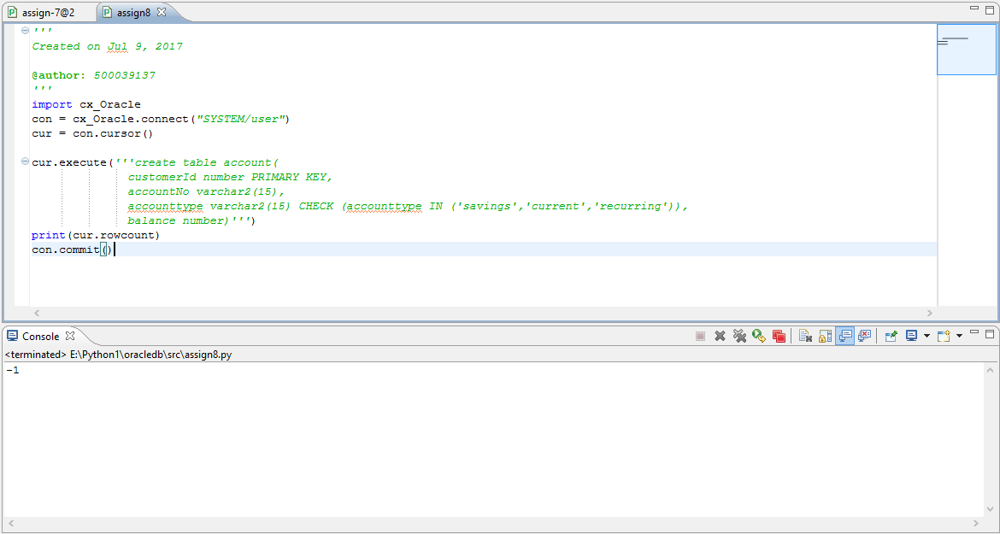 assign-7@2
assign8
'''
Created on Jul 9, 2017
@author: 500039137
'''
import cx_Oracle
con = cx_Oracle.connect("SYSTEM/user")
cur = con.cursor()
cur.execute('''create table account(
customerId number PRIMARY KEY,
accountNo varchar2(15),
accounttype varchar2(15) CHECK (accounttype IN ('savings','current','recurring')),
balance number)''')
print(cur.rowcount)
con.commit()
Console
<terminated> E:\Python1\oracledb\src\assign8.py
-1